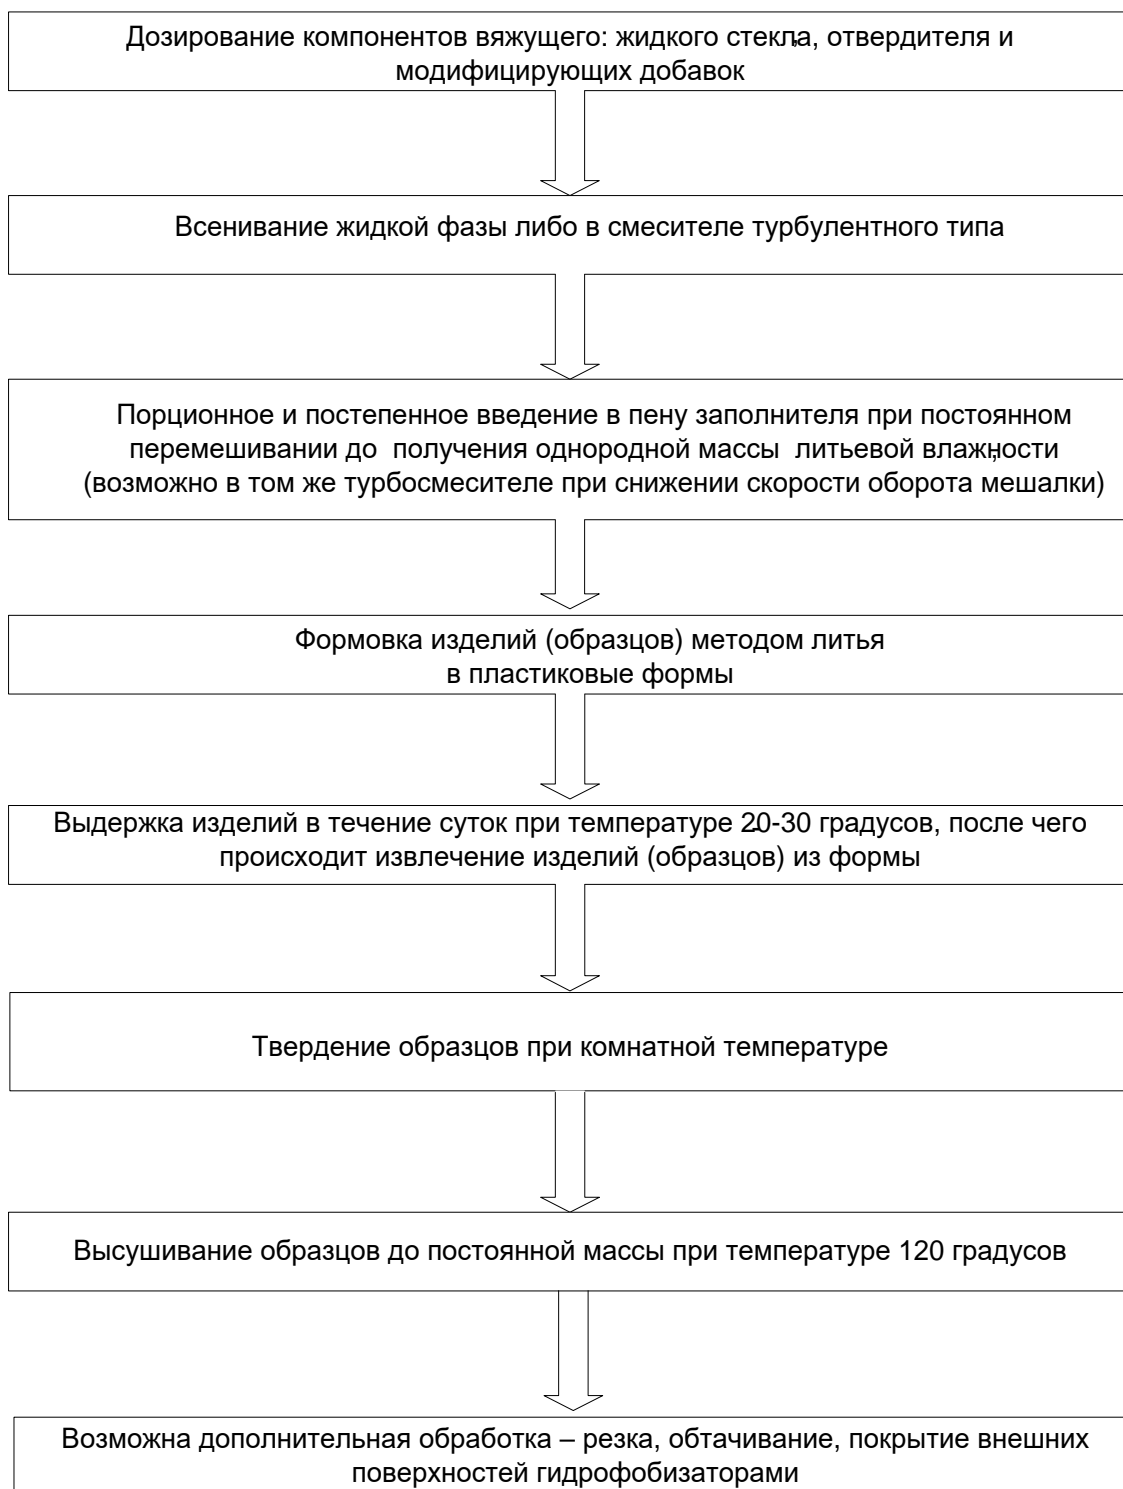 Дозирование компонентов вяжущего: жидкого стекла, отвердителя и
модифицирующих добавок
Всенивание жидкой фазы либо в смесителе турбулентного типа
Порционное и постепенное введение в пену заполнителя при постоянном
перемешивании до получения однородной массы литьевой влажности
(возможно в том же турбосмесителе при снижении скорости оборота мешалки)
Формовка изделий (образцов) методом литья
в пластиковые формы
Выдержка изделий в течение суток при температуре 20-30 градусов, после чего
происходит извлечение изделий (образцов) из формы
Твердение образцов при комнатной температуре
Высушивание образцов до постоянной массы при температуре 120 градусов
Возможна дополнительная обработка – резка, обтачивание, покрытие внешних
поверхностей гидрофобизаторами